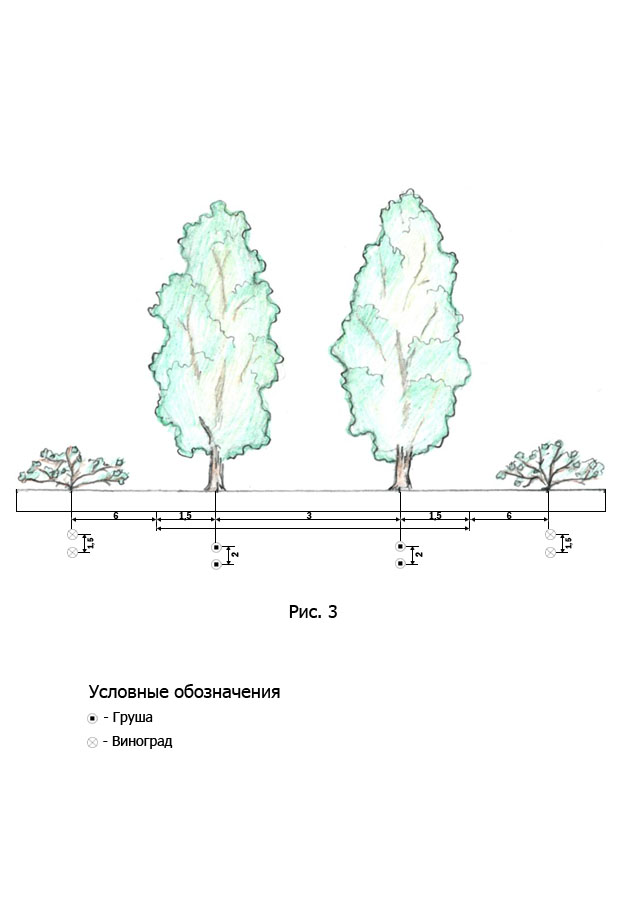 6 1,5 3 1,5 6
1,5 2 2 1,5
Рис. 3
Условные обозначения
- Груша
- Виноград